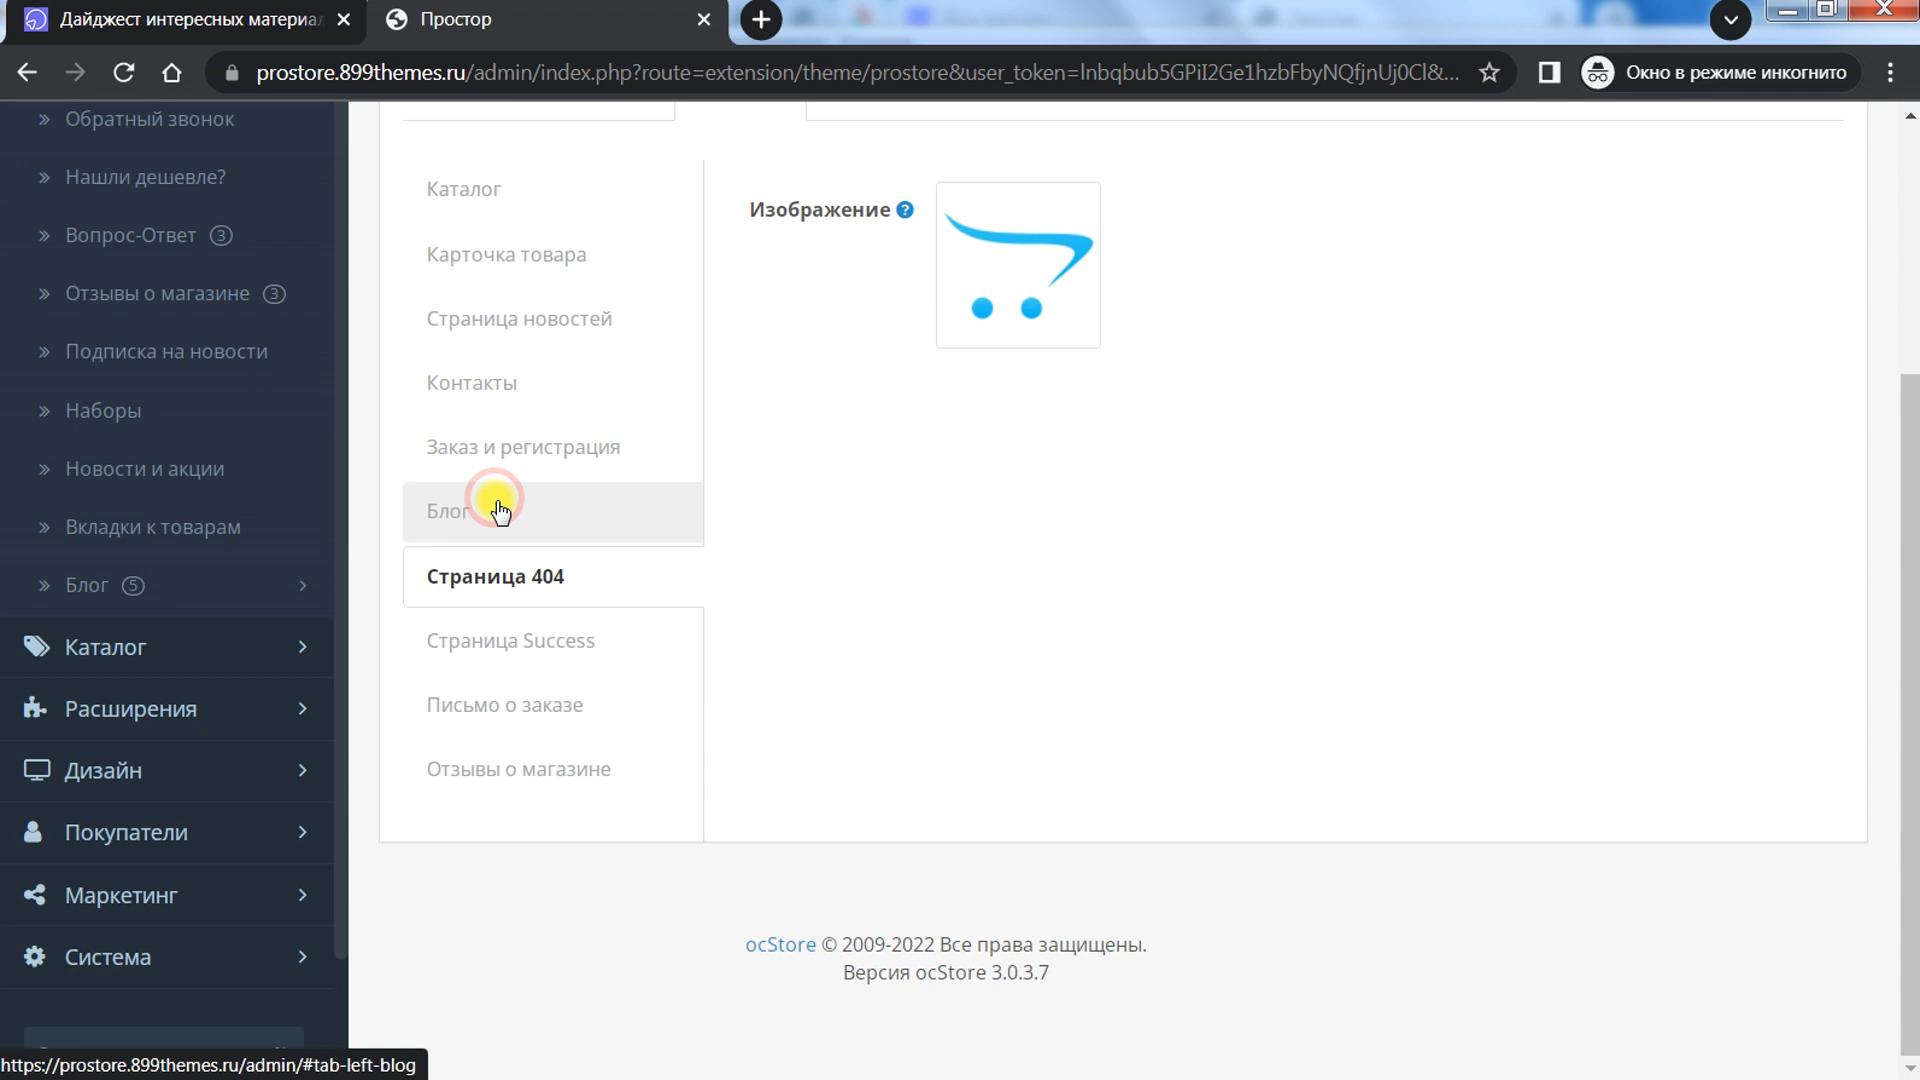 Дайджест интересных материа
Простор
prostore.899themes.ru/admin/index.php?route=extension/theme/prostore&user_token=lnbqbub5GPiI2Ge1hzbFbyNQfjnUj0Cl&...
Окно в режиме инкогнито
» Обратный звонок
» Нашли дешевле?
» Вопрос-Ответ 3
» Отзывы о магазине 3
» Подписка на новости
» Наборы
» Новости и акции
» Вкладки к товарам
» Блог 5
Каталог
Расширения
Дизайн
Покупатели
Маркетинг
Система
Каталог
Карточка товара
Страница новостей
Контакты
Заказ и регистрация
Блог
Страница 404
Страница Success
Письмо о заказе
Отзывы о магазине
Изображение ?
ocStore © 2009-2022 Все права защищены.
Версия ocStore 3.0.3.7
https://prostore.899themes.ru/admin/#tab-left-blog